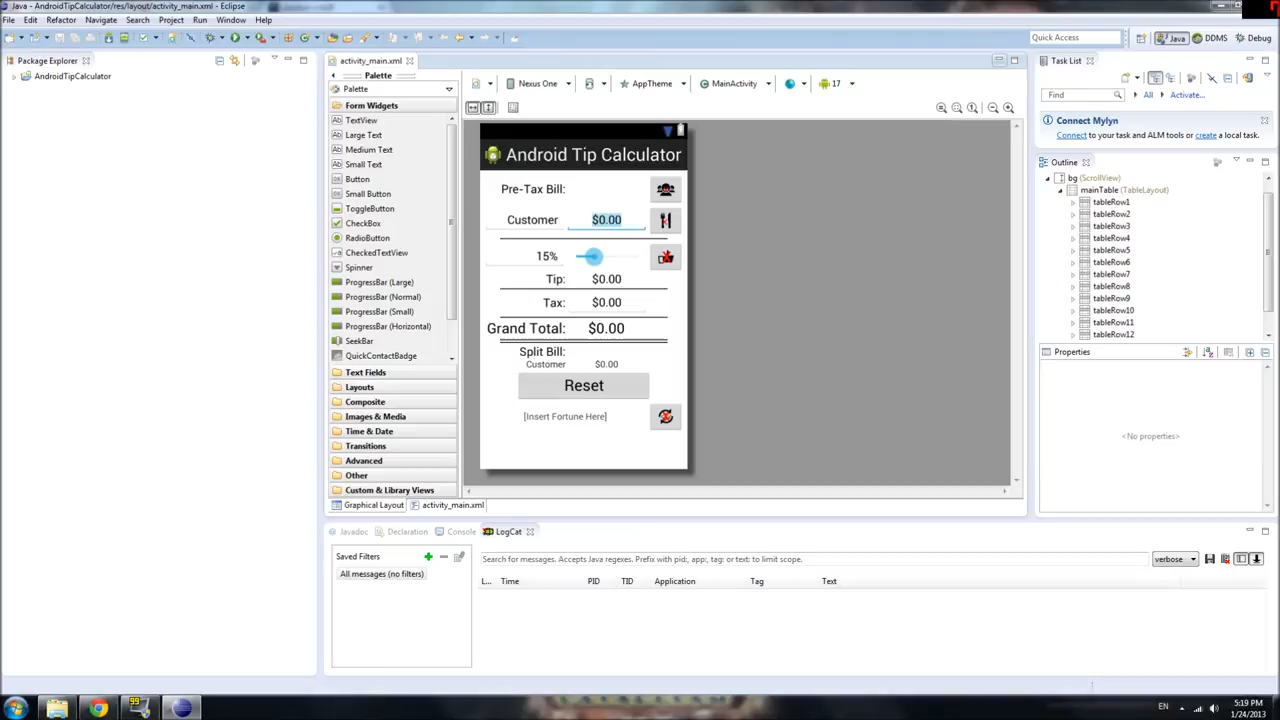 Java - AndroidTipCalculator/res/layout/activity_main.xml - Eclipse
File Edit Refactor Navigate Search Project Run Window Help
Quick Access
Java
DDMS
Debug
Package Explorer
AndroidTipCalculator
activity_main.xml
Palette
Palette
Form Widgets
Ab TextView
Ab Large Text
Ab Medium Text
Ab Small Text
Button
Small Button
ToggleButton
CheckBox
RadioButton
CheckedTextView
Spinner
ProgressBar (Large)
ProgressBar (Normal)
ProgressBar (Small)
ProgressBar (Horizontal)
SeekBar
QuickContactBadge
Text Fields
Layouts
Composite
Images & Media
Time & Date
Transitions
Advanced
Other
Custom & Library Views
Graphical Layout
activity_main.xml
Nexus One
AppTheme
MainActivity
17
Android Tip Calculator
Pre-Tax Bill:
Customer $0.00
15%
Tip: $0.00
Tax: $0.00
Grand Total: $0.00
Split Bill:
Customer $0.00
Reset
[Insert Fortune Here]
Task List
Find
All
Activate...
Connect Mylyn
Connect to your task and ALM tools or create a local task.
Outline
bg (ScrollView)
mainTable (TableLayout)
tableRow1
tableRow2
tableRow3
tableRow4
tableRow5
tableRow6
tableRow7
tableRow8
tableRow9
tableRow10
tableRow11
tableRow12
Properties
<No properties>
Javadoc
Declaration
Console
LogCat
Saved Filters
All messages (no filters)
Search for messages. Accepts Java regexes. Prefix with pid:, app:, tag: or text: to limit scope.
verbose
L... Time PID TID Application Tag Text
99
EN
5:19 PM
1/24/2013